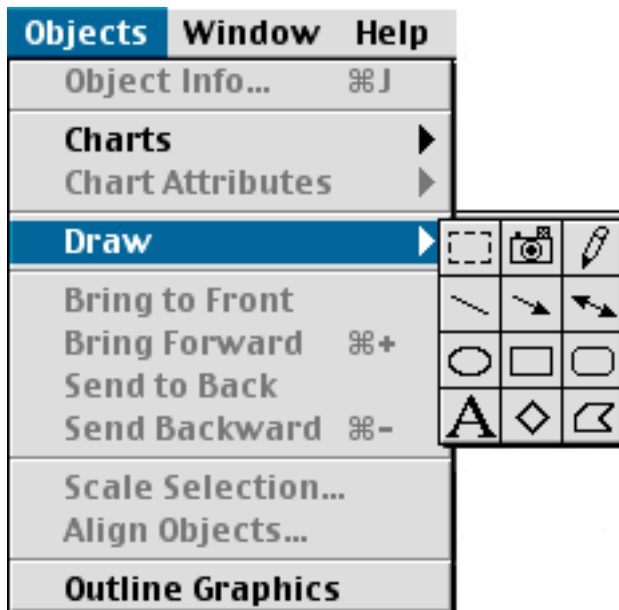 Objects Window Help
Object Info... ⌘J
Charts
Chart Attributes
Draw
Bring to Front
Bring Forward ⌘+
Send to Back
Send Backward ⌘-
Scale Selection...
Align Objects...
Outline Graphics
A